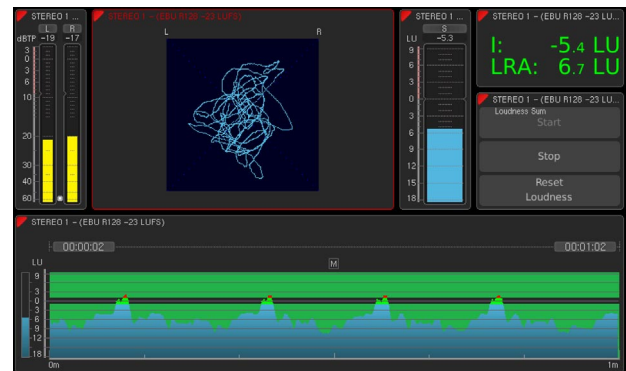 STEREO 1 ...
L R
dBTP -19 -17
3
0
3
6
10
20
30
40
60
STEREO 1 - (EBU R128 -23 LUFS)
L R
STEREO 1 ...
S
LU -5.3
9
6
3
0
3
6
9
12
15
18
STEREO 1 - (EBU R128 -23 LU...
I: -5.4 LU
LRA: 6.7 LU
STEREO 1 - (EBU R128 -23 LU...
Loudness Sum
Start
Stop
Reset
Loudness
STEREO 1 - (EBU R128 -23 LUFS)
00:00:02 00:01:02
M
LU
9
3
0
3
6
9
12
18
0m 1m